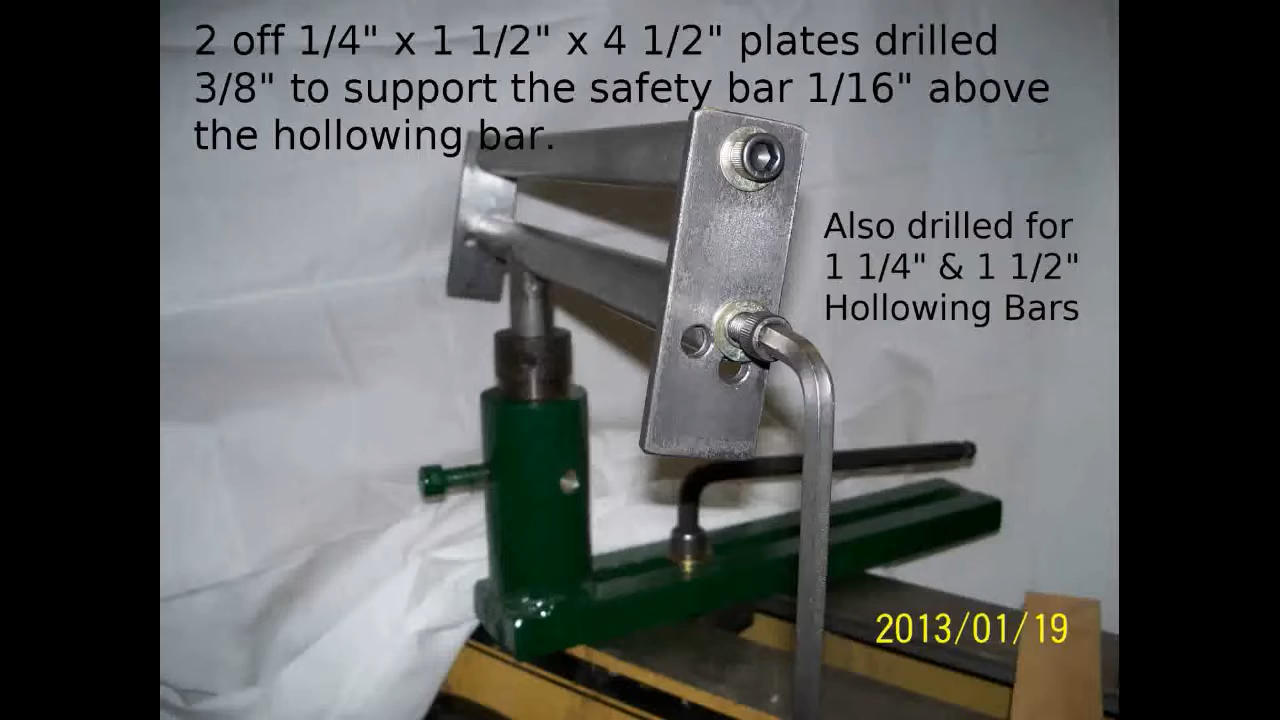 2 off 1/4" x 1 1/2" x 4 1/2" plates drilled
3/8" to support the safety bar 1/16" above
the hollowing bar.
Also drilled for
1 1/4" & 1 1/2"
Hollowing Bars
2013/01/19